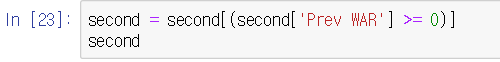 In [23]: second = second[(second['Prev WAR'] >= 0)]
second